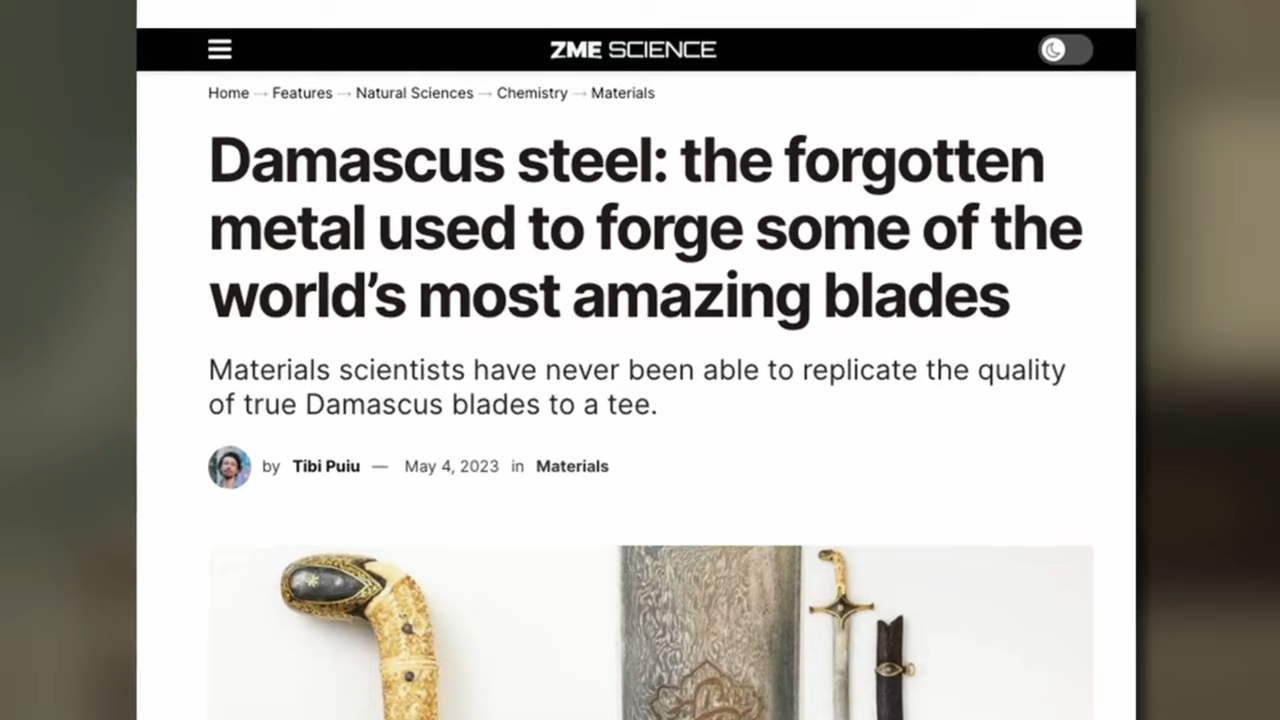 ZME SCIENCE
Home → Features → Natural Sciences → Chemistry → Materials
Damascus steel: the forgotten
metal used to forge some of the
world’s most amazing blades
Materials scientists have never been able to replicate the quality
of true Damascus blades to a tee.
by Tibi Puiu — May 4, 2023 in Materials